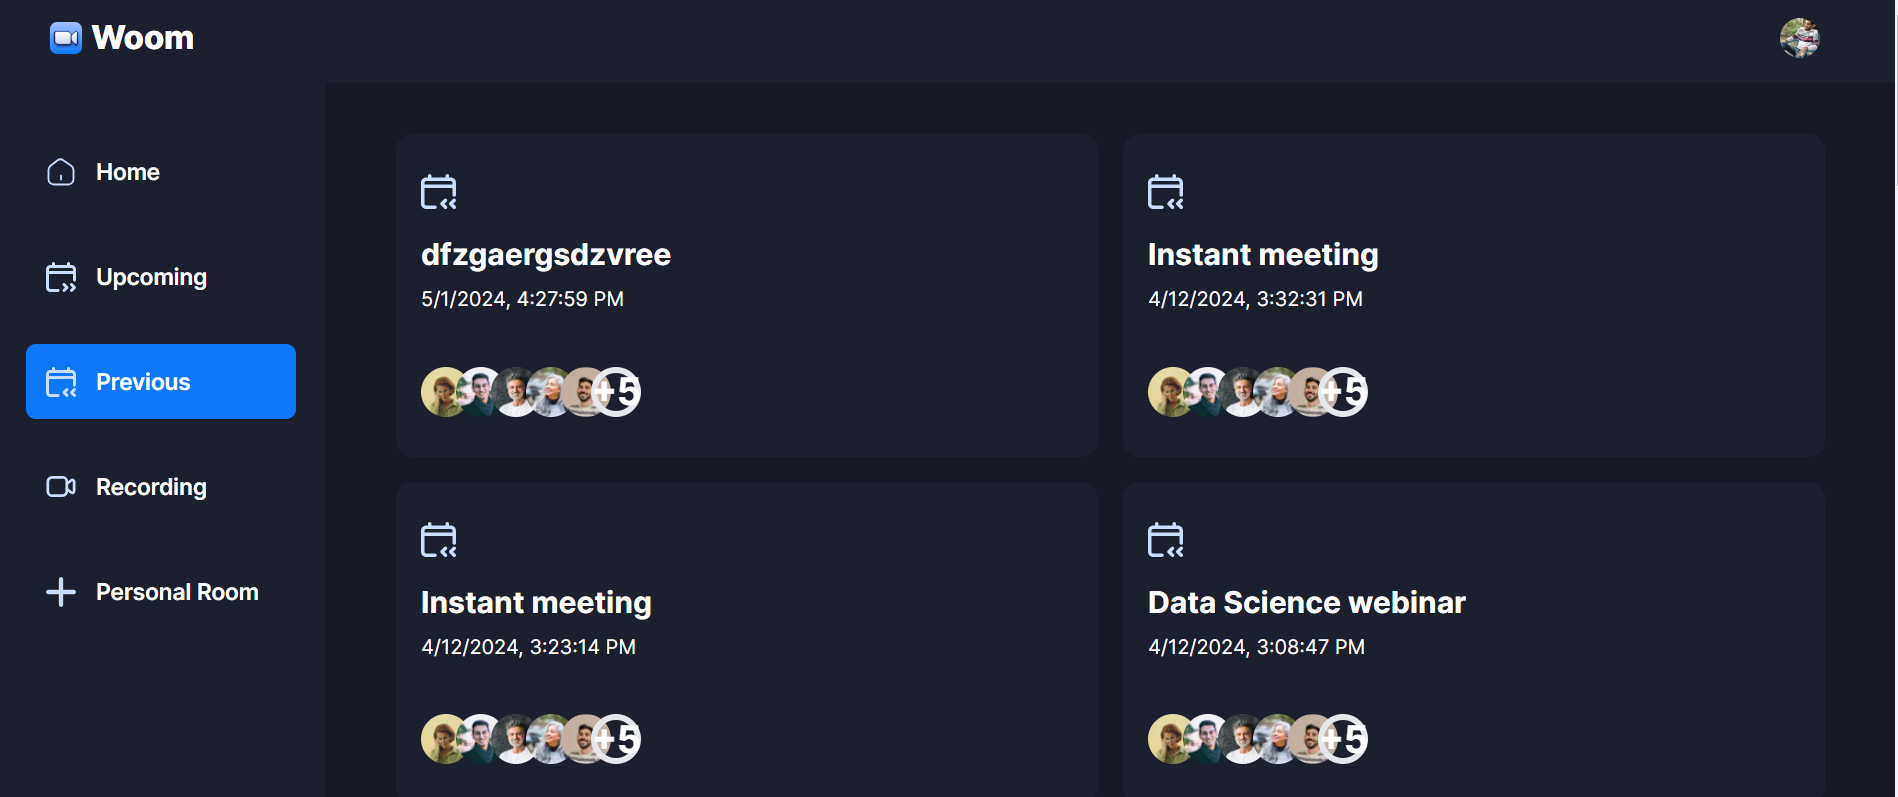 Woom
Home
Upcoming
Previous
Recording
Personal Room
dfzgaergsdzvree
5/1/2024, 4:27:59 PM
+5
Instant meeting
4/12/2024, 3:32:31 PM
+5
Instant meeting
4/12/2024, 3:23:14 PM
+5
Data Science webinar
4/12/2024, 3:08:47 PM
+5